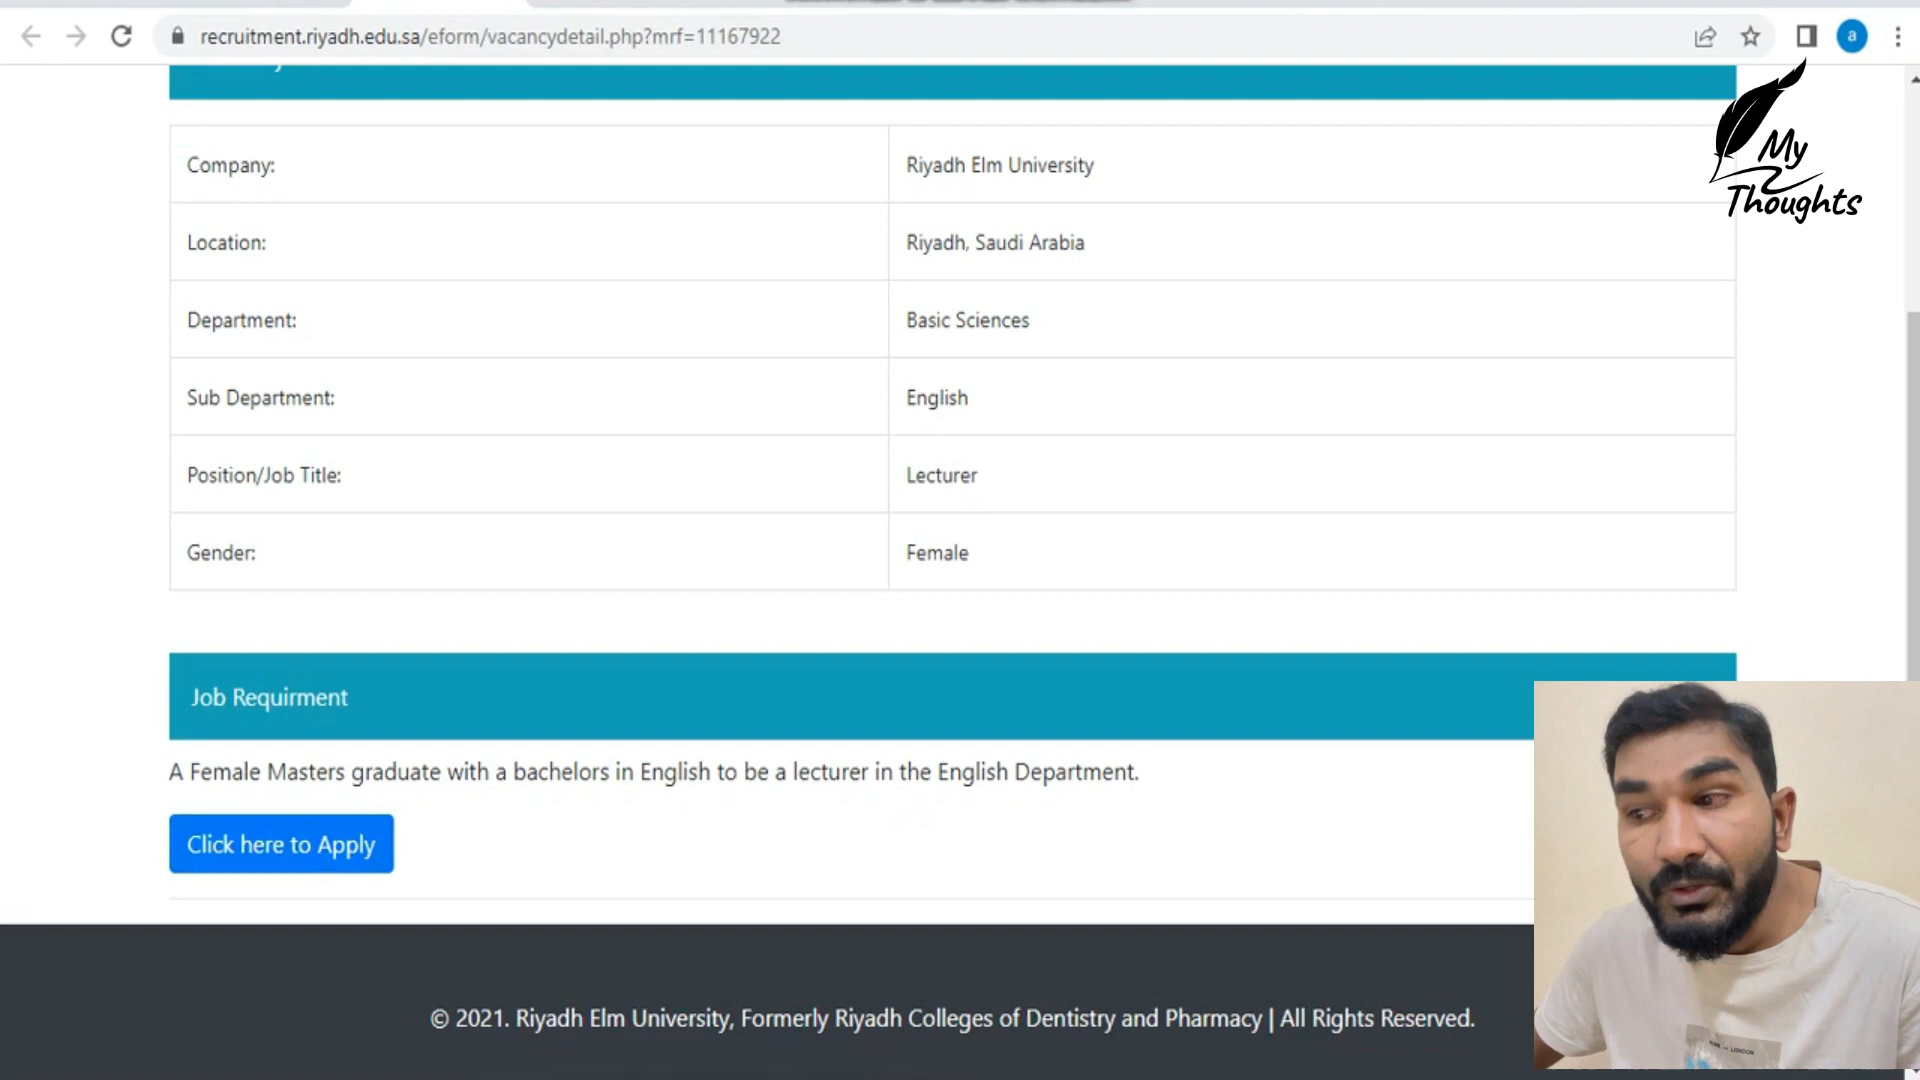 recruitment.riyadh.edu.sa/eform/vacancydetail.php?mrf=11167922
a
My
Thoughts
Company: Riyadh Elm University
Location: Riyadh, Saudi Arabia
Department: Basic Sciences
Sub Department: English
Position/Job Title: Lecturer
Gender: Female
Job Requirment
A Female Masters graduate with a bachelors in English to be a lecturer in the English Department.
Click here to Apply
© 2021. Riyadh Elm University, Formerly Riyadh Colleges of Dentistry and Pharmacy | All Rights Reserved.